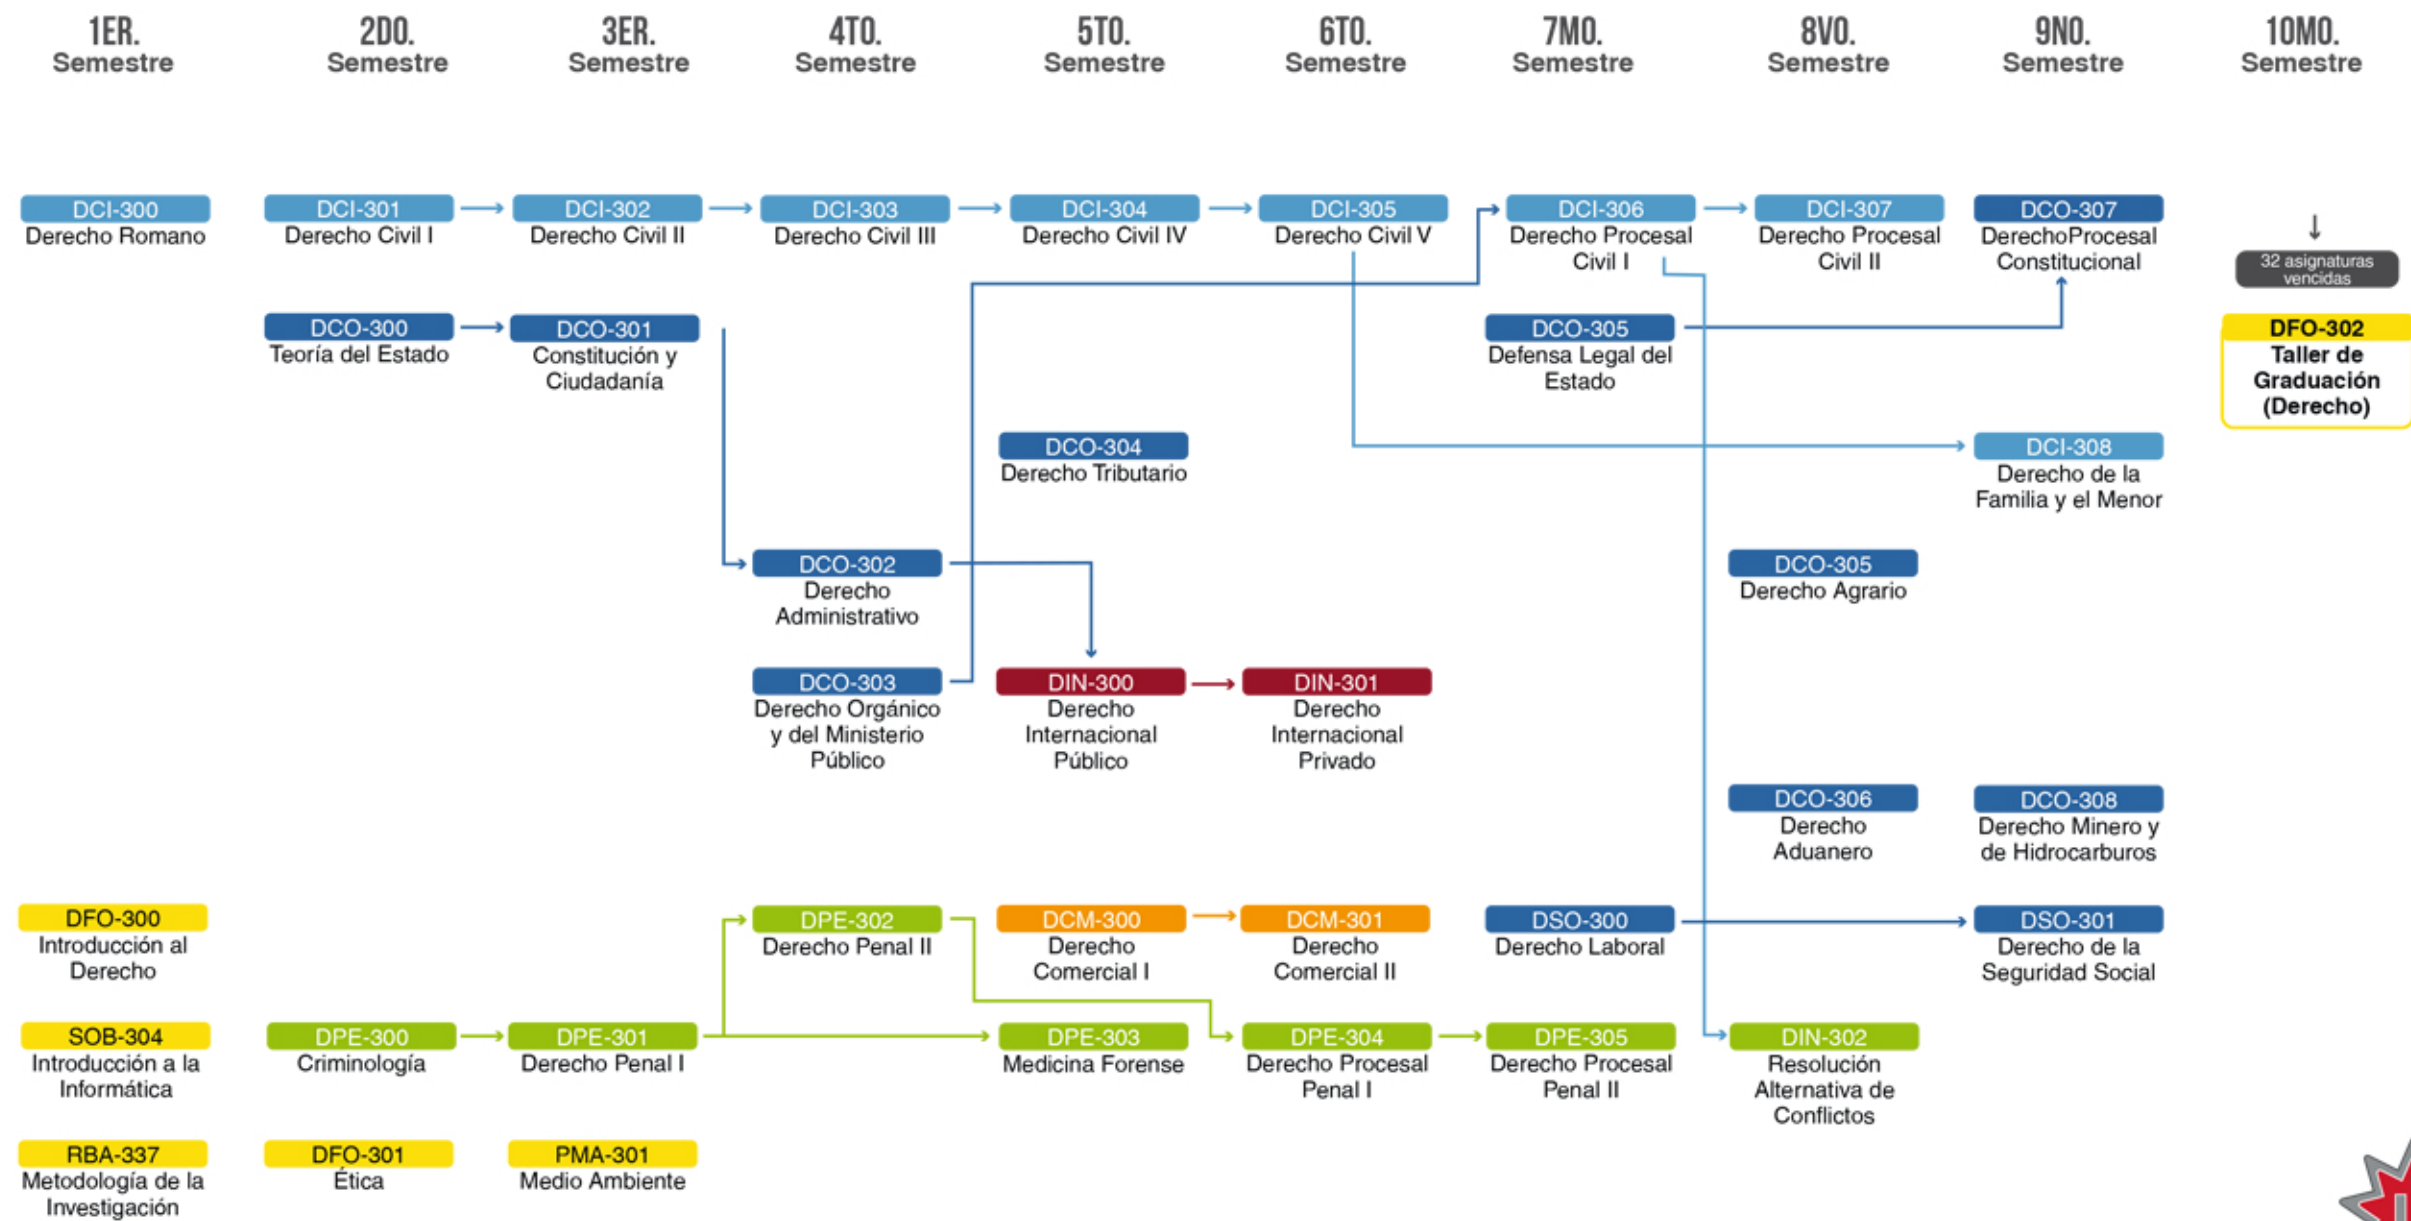 1ER.
Semestre
2DO.
Semestre
3ER.
Semestre
4TO.
Semestre
5TO.
Semestre
6TO.
Semestre
7MO.
Semestre
8VO.
Semestre
9NO.
Semestre
10MO.
Semestre
DCI-300
Derecho Romano
DCI-301
Derecho Civil I
DCI-302
Derecho Civil II
DCI-303
Derecho Civil III
DCI-304
Derecho Civil IV
DCI-305
Derecho Civil V
DCI-306
Derecho Procesal
Civil I
DCI-307
Derecho Procesal
Civil II
DCO-307
DerechoProcesal
Constitucional
32 asignaturas
vencidas
DCO-300
Teoría del Estado
DCO-301
Constitución y
Ciudadanía
DCO-305
Defensa Legal del
Estado
DFO-302
Taller de
Graduación
(Derecho)
DCO-304
Derecho Tributario
DCI-308
Derecho de la
Familia y el Menor
DCO-302
Derecho
Administrativo
DCO-305
Derecho Agrario
DCO-303
Derecho Orgánico
y del Ministerio
Público
DIN-300
Derecho
Internacional
Público
DIN-301
Derecho
Internacional
Privado
DCO-306
Derecho
Aduanero
DCO-308
Derecho Minero y
de Hidrocarburos
DFO-300
Introducción al
Derecho
DPE-302
Derecho Penal II
DCM-300
Derecho
Comercial I
DCM-301
Derecho
Comercial II
DSO-300
Derecho Laboral
DSO-301
Derecho de la
Seguridad Social
SOB-304
Introducción a la
Informática
DPE-300
Criminología
DPE-301
Derecho Penal I
DPE-303
Medicina Forense
DPE-304
Derecho Procesal
Penal I
DPE-305
Derecho Procesal
Penal II
DIN-302
Resolución
Alternativa de
Conflictos
RBA-337
Metodología de la
Investigación
DFO-301
Ética
PMA-301
Medio Ambiente